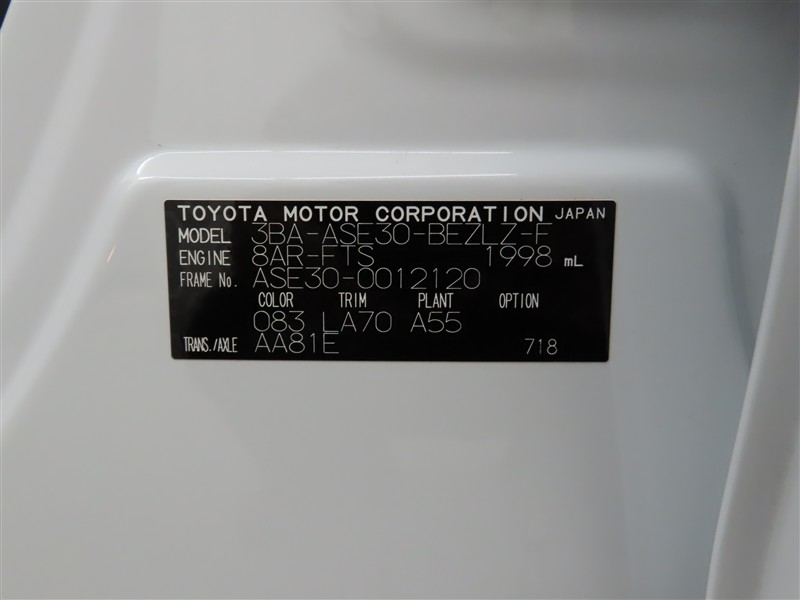 TOYOTA MOTOR CORPORATION JAPAN
MODEL 3BA-ASE30-BEZLZ-F
ENGINE 8AR-FTS 1998 mL
FRAME No. ASE30-0012120
COLOR TRIM PLANT OPTION
083 LA70 A55
TRANS./AXLE AA81E 718